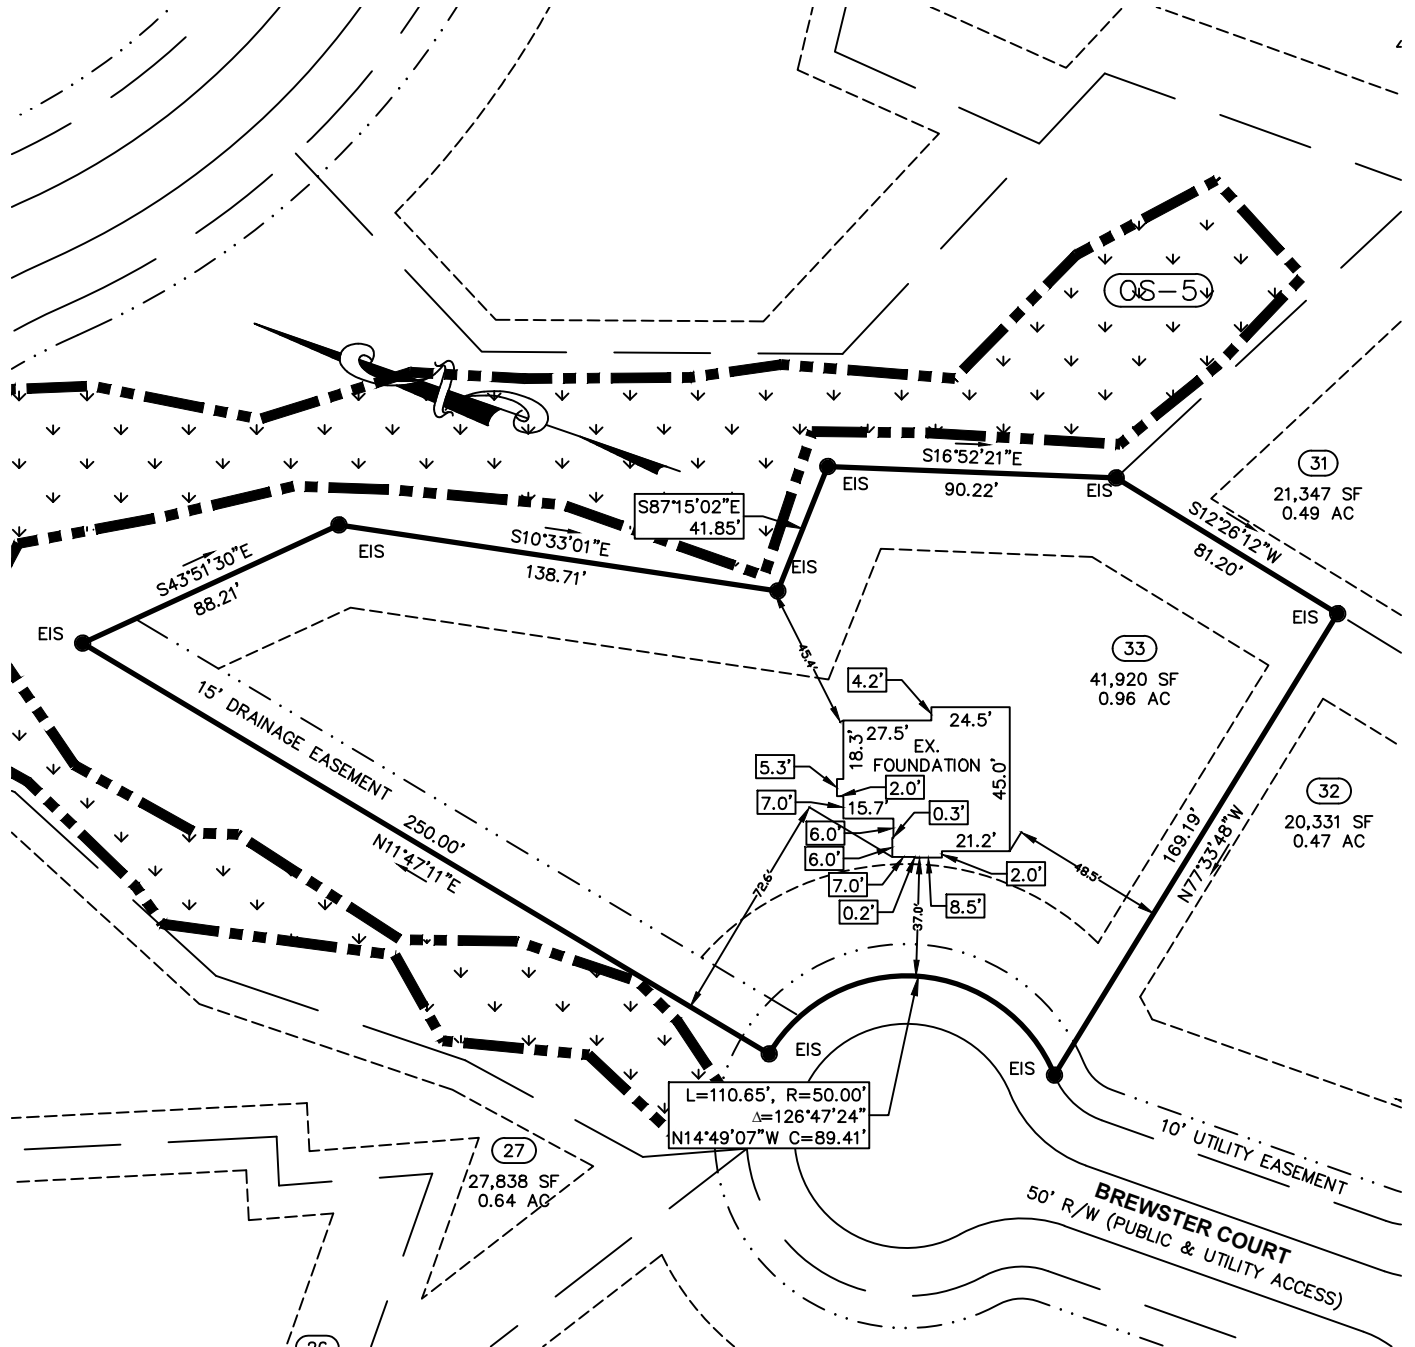 OS-5
31
21,347 SF
0.49 AC
S16°52'21"E
90.22'
EIS
EIS
S87°15'02"E
41.85'
S12°26'12"W
81.20'
S10°33'01"E
138.71'
EIS
EIS
S43°51'30"E
88.21'
EIS
EIS
33
41,920 SF
0.96 AC
45.4'
4.2'
24.5'
27.5'
18.3'
EX.
FOUNDATION
45.0'
5.3'
2.0'
7.0'
15.7'
0.3'
6.0'
6.0'
21.2'
7.0'
2.0'
0.2'
8.5'
37.0'
48.5'
72.6'
15' DRAINAGE EASEMENT
250.00'
N11°47'11"E
169.19'
N77°33'48"W
32
20,331 SF
0.47 AC
EIS
EIS
L=110.65', R=50.00'
Δ=126°47'24"
N14°49'07"W C=89.41'
27
27,838 SF
0.64 AC
10' UTILITY EASEMENT
BREWSTER COURT
50' R/W (PUBLIC & UTILITY ACCESS)